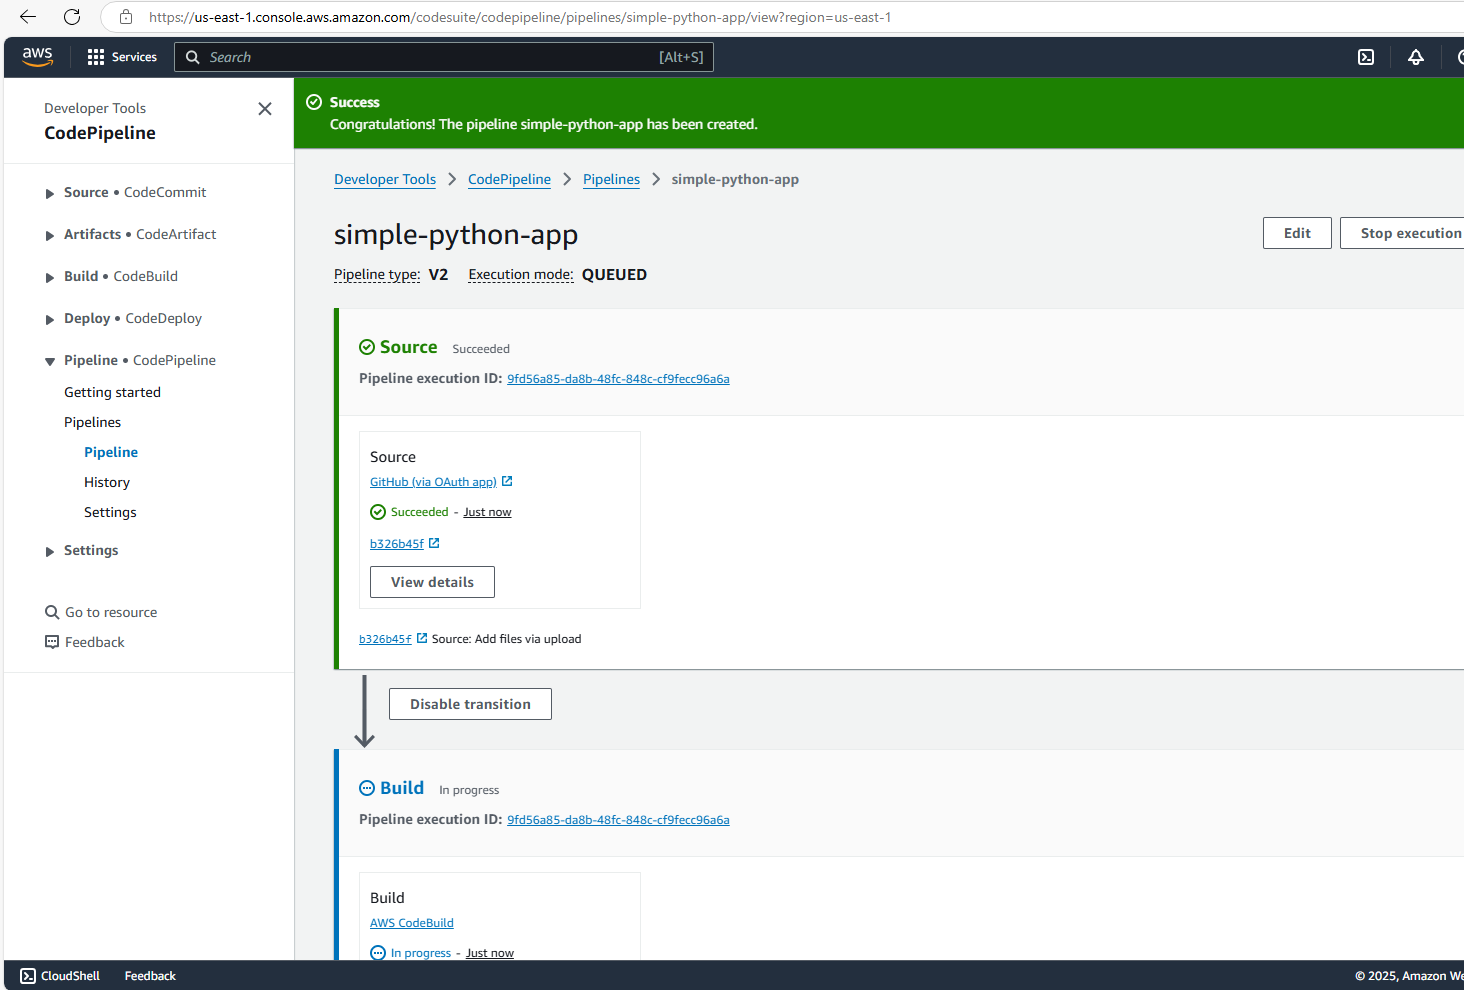 https://us-east-1.console.aws.amazon.com/codesuite/codepipeline/pipelines/simple-python-app/view?region=us-east-1
aws
Services
Search
[Alt+S]
Developer Tools
CodePipeline
Source • CodeCommit
Artifacts • CodeArtifact
Build • CodeBuild
Deploy • CodeDeploy
Pipeline • CodePipeline
Getting started
Pipelines
Pipeline
History
Settings
Settings
Go to resource
Feedback
Success
Congratulations! The pipeline simple-python-app has been created.
Developer Tools > CodePipeline > Pipelines > simple-python-app
simple-python-app
Edit
Stop execution
Pipeline type: V2 Execution mode: QUEUED
Source Succeeded
Pipeline execution ID: 9fd56a85-da8b-48fc-848c-cf9fecc96a6a
Source
GitHub (via OAuth app)
Succeeded - Just now
b326b45f
View details
b326b45f Source: Add files via upload
Disable transition
Build In progress
Pipeline execution ID: 9fd56a85-da8b-48fc-848c-cf9fecc96a6a
Build
AWS CodeBuild
In progress - Just now
CloudShell
Feedback
© 2025, Amazon We